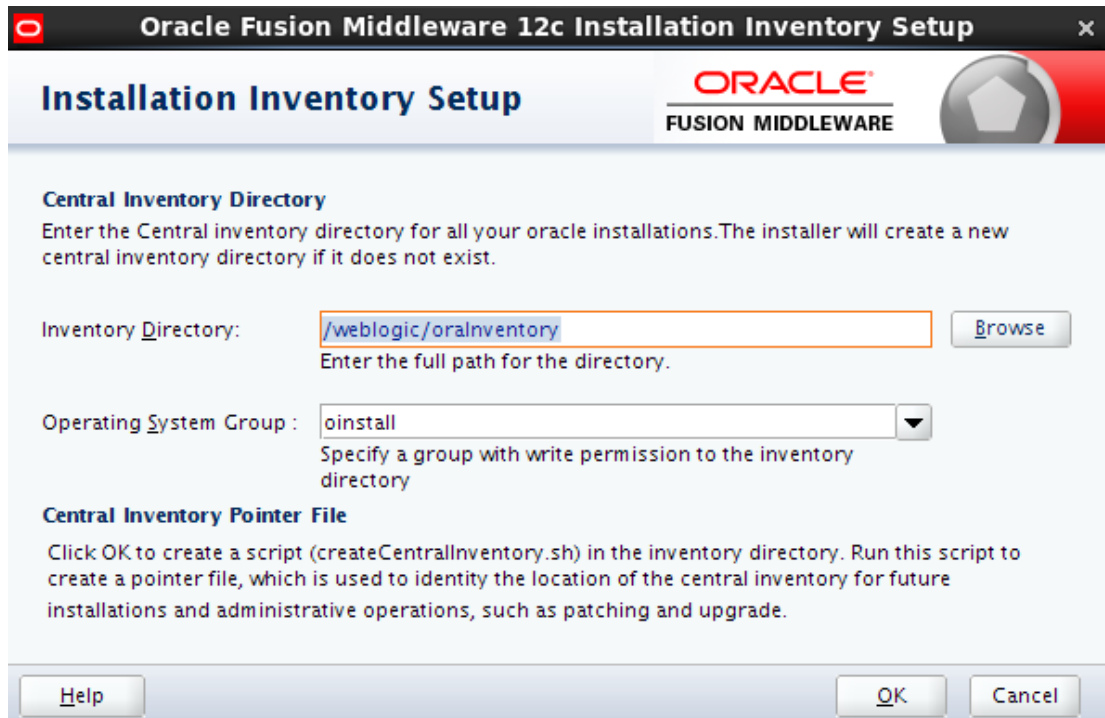 Oracle Fusion Middleware 12c Installation Inventory Setup
Installation Inventory Setup
ORACLE
FUSION MIDDLEWARE
Central Inventory Directory
Enter the Central inventory directory for all your oracle installations.The installer will create a new
central inventory directory if it does not exist.
Inventory Directory: /weblogic/oraInventory Browse
Enter the full path for the directory.
Operating System Group : oinstall
Specify a group with write permission to the inventory
directory
Central Inventory Pointer File
Click OK to create a script (createCentralInventory.sh) in the inventory directory. Run this script to
create a pointer file, which is used to identity the location of the central inventory for future
installations and administrative operations, such as patching and upgrade.
Help OK Cancel